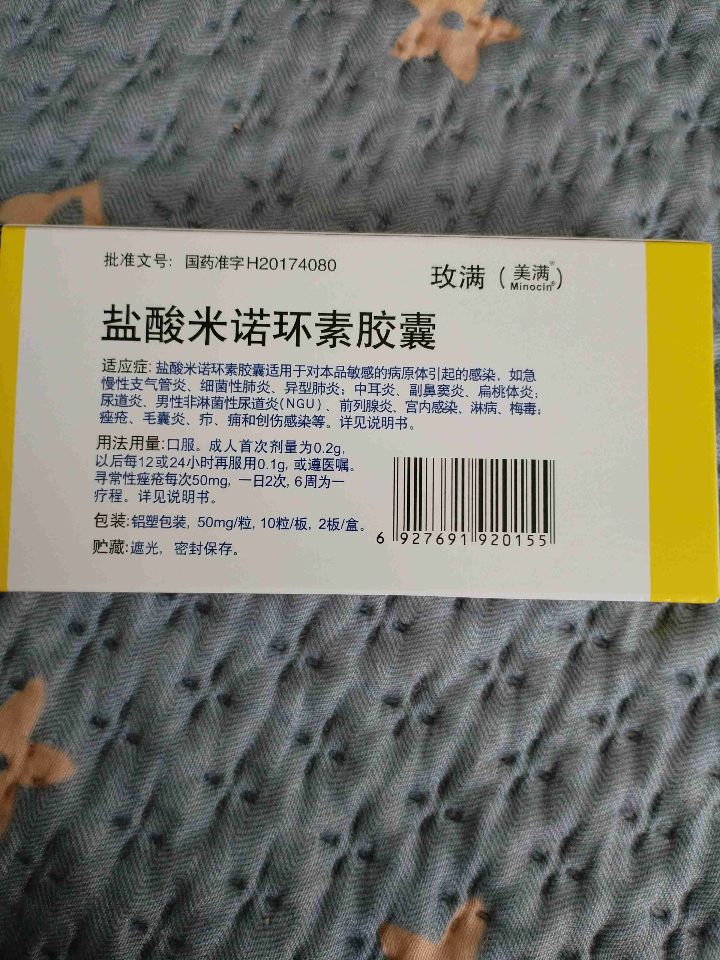 批准文号：国药准字H20174080
玫满（美满®
Minocin®）
盐酸米诺环素胶囊
适应症：盐酸米诺环素胶囊适用于对本品敏感的病原体引起的感染，如急
慢性支气管炎、细菌性肺炎、异型肺炎；中耳炎、副鼻窦炎、扁桃体炎；
尿道炎、男性非淋菌性尿道炎(NGU)、前列腺炎、宫内感染、淋病、梅毒；
痤疮、毛囊炎、疖、痈和创伤感染等。详见说明书。
用法用量：口服。成人首次剂量为0.2g，
以后每12或24小时再服用0.1g，或遵医嘱。
寻常性痤疮每次50mg，一日2次，6周为一
疗程。详见说明书。
包装：铝塑包装，50mg/粒，10粒/板，2板/盒。
贮藏：遮光，密封保存。
6 927691 920155